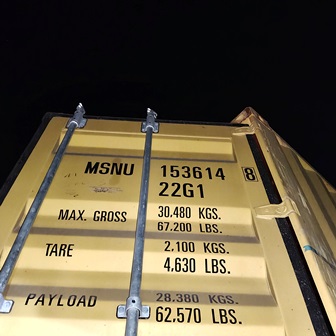 MSNU 153614 8
22G1
MAX. GROSS 30.480 KGS.
67.200 LBS.
TARE 2.100 KGS.
4,630 LBS.
PAYLOAD 28.380 KGS.
62,570 LBS.